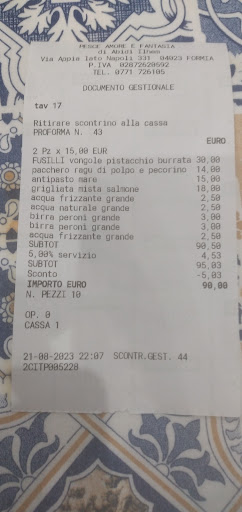 PESCE AMORE E FANTASIA
di Abidi Elhem
Via Appia lato Napoli 331 04023 FORMIA
P.IVA 02872620592
TEL. 0771 726105
DOCUMENTO GESTIONALE
tav 17
Ritirare scontrino alla cassa
PROFORMA N. 43
EURO
2 Pz x 15,00 EUR
FUSILLI vongole pistacchio burrata 30,00
pacchero ragu di polpo e pecorino 14,00
antipasto mare 15,00
grigliata mista salmone 18,00
acqua frizzante grande 2,50
acqua naturale grande 2,50
birra peroni grande 3,00
birra peroni grande 3,00
acqua frizzante grande 2,50
SUBTOT 90,50
5,00% servizio 4,53
SUBTOT 95,03
Sconto -5,03
IMPORTO EURO 90,00
N. PEZZI 10
OP. 0
CASSA 1
21-08-2023 22:07 SCONTR.GEST. 44
2CITP005228